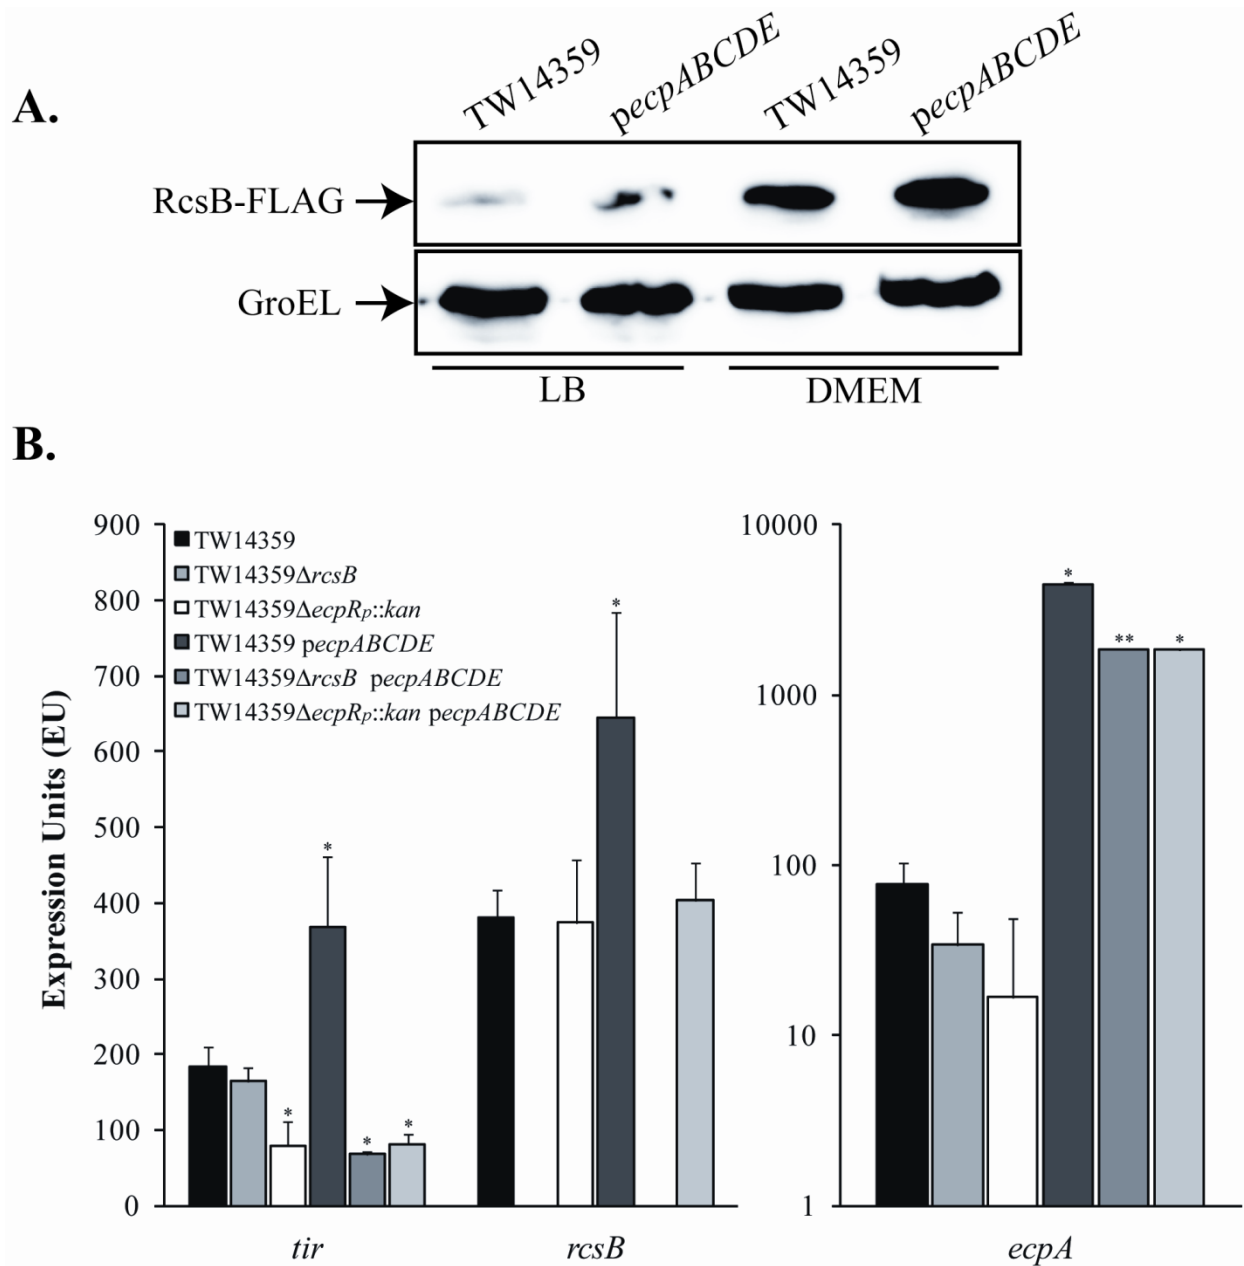 A.
TW14359
pecpABCDE
TW14359
pecpABCDE
RcsB-FLAG
GroEL
LB
DMEM
B.
Expression Units (EU)
900
800
700
600
500
400
300
200
100
0
TW14359
TW14359ΔrcsB
TW14359ΔecpRp::kan
TW14359 pecpABCDE
TW14359ΔrcsB pecpABCDE
TW14359ΔecpRp::kan pecpABCDE
*
*
*
*
*
tir
rcsB
10000
1000
100
10
1
*
**
*
ecpA